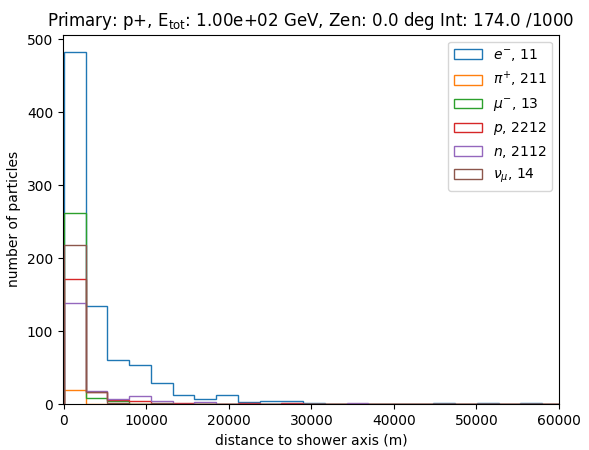 Primary: p+, E_tot: 1.00e+02 GeV, Zen: 0.0 deg Int: 174.0 /1000
number of particles
500
400
300
200
100
0
e⁻, 11
π⁺, 211
μ⁻, 13
p, 2212
n, 2112
ν_μ, 14
0 10000 20000 30000 40000 50000 60000
distance to shower axis (m)